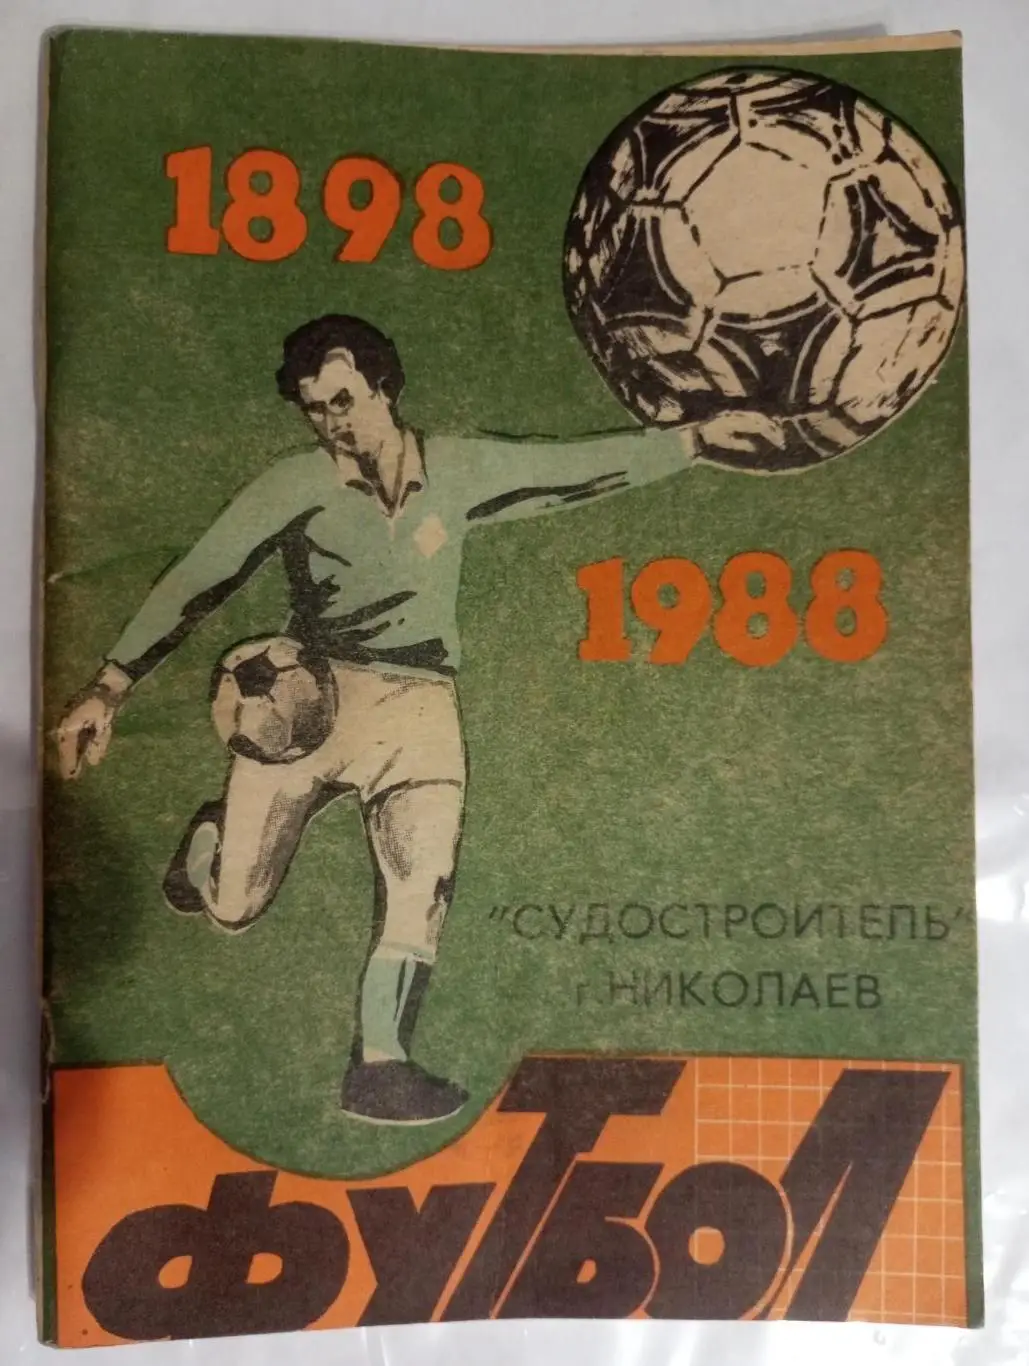 1898
1988
"СУДОСТРОИТЕЛЬ"
г. НИКОЛАЕВ
ФУТБОЛ